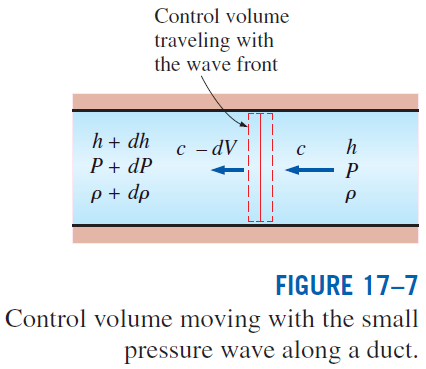 Control volume
traveling with
the wave front
h + dh
P + dP
ρ + dρ
c – dV
c
h
P
ρ
FIGURE 17–7
Control volume moving with the small
pressure wave along a duct.